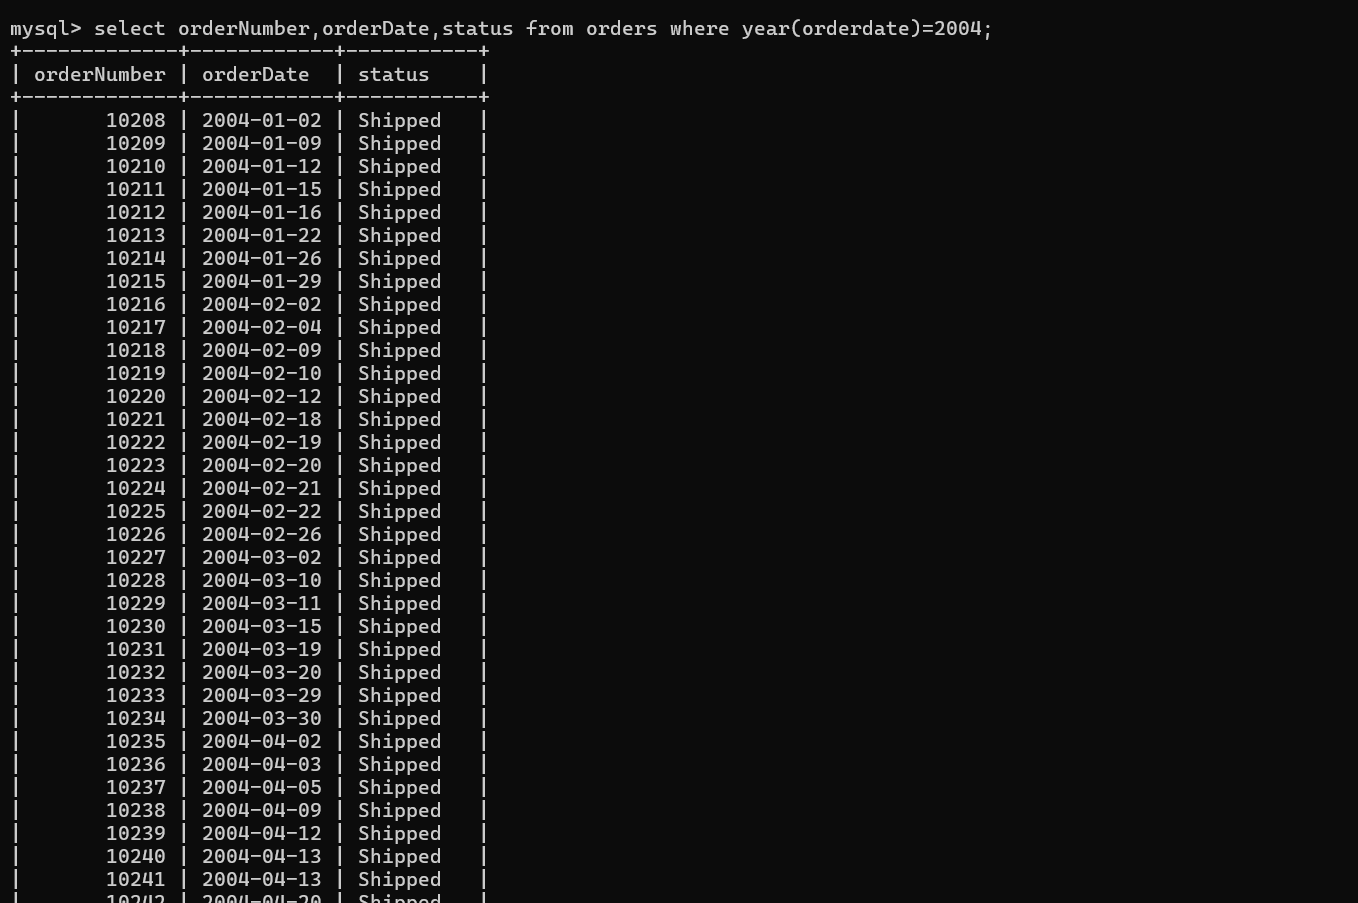 mysql> select orderNumber,orderDate,status from orders where year(orderdate)=2004;
+-------------+------------+-----------+
| orderNumber | orderDate  | status    |
+-------------+------------+-----------+
|       10208 | 2004-01-02 | Shipped   |
|       10209 | 2004-01-09 | Shipped   |
|       10210 | 2004-01-12 | Shipped   |
|       10211 | 2004-01-15 | Shipped   |
|       10212 | 2004-01-16 | Shipped   |
|       10213 | 2004-01-22 | Shipped   |
|       10214 | 2004-01-26 | Shipped   |
|       10215 | 2004-01-29 | Shipped   |
|       10216 | 2004-02-02 | Shipped   |
|       10217 | 2004-02-04 | Shipped   |
|       10218 | 2004-02-09 | Shipped   |
|       10219 | 2004-02-10 | Shipped   |
|       10220 | 2004-02-12 | Shipped   |
|       10221 | 2004-02-18 | Shipped   |
|       10222 | 2004-02-19 | Shipped   |
|       10223 | 2004-02-20 | Shipped   |
|       10224 | 2004-02-21 | Shipped   |
|       10225 | 2004-02-22 | Shipped   |
|       10226 | 2004-02-26 | Shipped   |
|       10227 | 2004-03-02 | Shipped   |
|       10228 | 2004-03-10 | Shipped   |
|       10229 | 2004-03-11 | Shipped   |
|       10230 | 2004-03-15 | Shipped   |
|       10231 | 2004-03-19 | Shipped   |
|       10232 | 2004-03-20 | Shipped   |
|       10233 | 2004-03-29 | Shipped   |
|       10234 | 2004-03-30 | Shipped   |
|       10235 | 2004-04-02 | Shipped   |
|       10236 | 2004-04-03 | Shipped   |
|       10237 | 2004-04-05 | Shipped   |
|       10238 | 2004-04-09 | Shipped   |
|       10239 | 2004-04-12 | Shipped   |
|       10240 | 2004-04-13 | Shipped   |
|       10241 | 2004-04-13 | Shipped   |
|       10242 | 2004-04-20 | Shipped   |